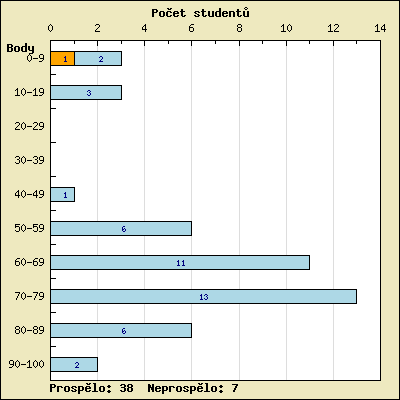 Počet studentů
0 2 4 6 8 10 12 14
Body
0-9 1 2
10-19 3
20-29
30-39
40-49 1
50-59 6
60-69 11
70-79 13
80-89 6
90-100 2
Prospělo: 38 Neprospělo: 7